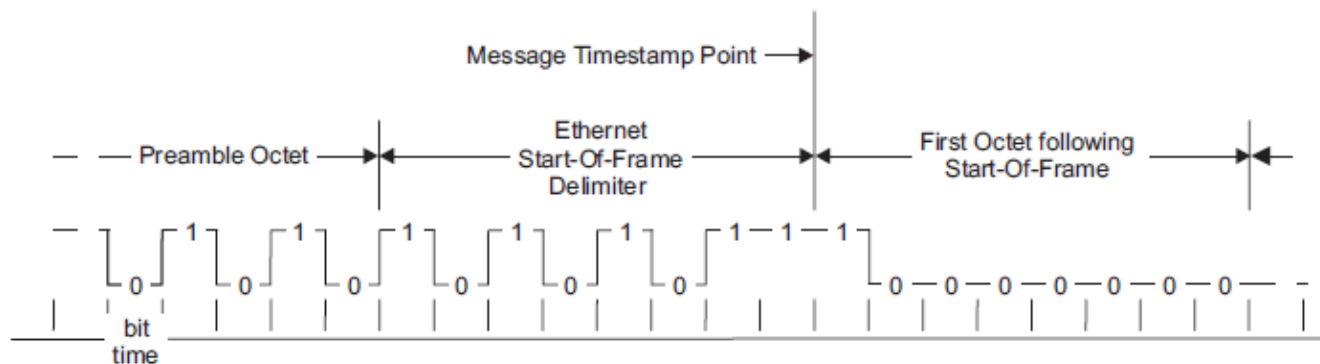 Message Timestamp Point
Preamble Octet
Ethernet
Start-Of-Frame
Delimiter
First Octet following
Start-Of-Frame
1 1 1 1 1 1 1 1
0 0 0 0 0 0 0 0 0 0 0 0 0
bit
time